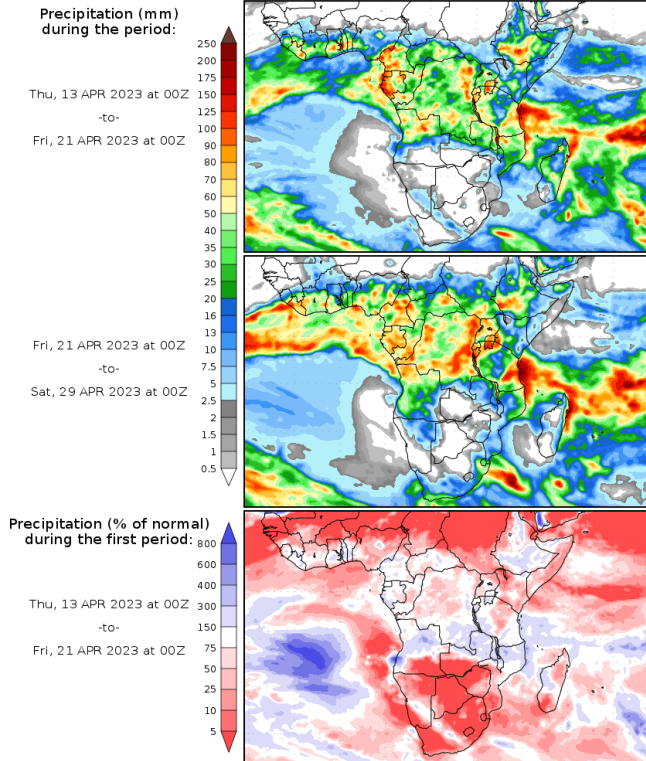 Precipitation (mm)
during the period:
Thu, 13 APR 2023 at 00Z
-to-
Fri, 21 APR 2023 at 00Z
250
200
175
150
125
100
90
80
70
60
50
40
35
30
25
20
16
13
10
7.5
5
2.5
2
1.5
1
0.5
Fri, 21 APR 2023 at 00Z
-to-
Sat, 29 APR 2023 at 00Z
Precipitation (% of normal)
during the first period:
Thu, 13 APR 2023 at 00Z
-to-
Fri, 21 APR 2023 at 00Z
800
600
400
300
150
75
50
25
10
5